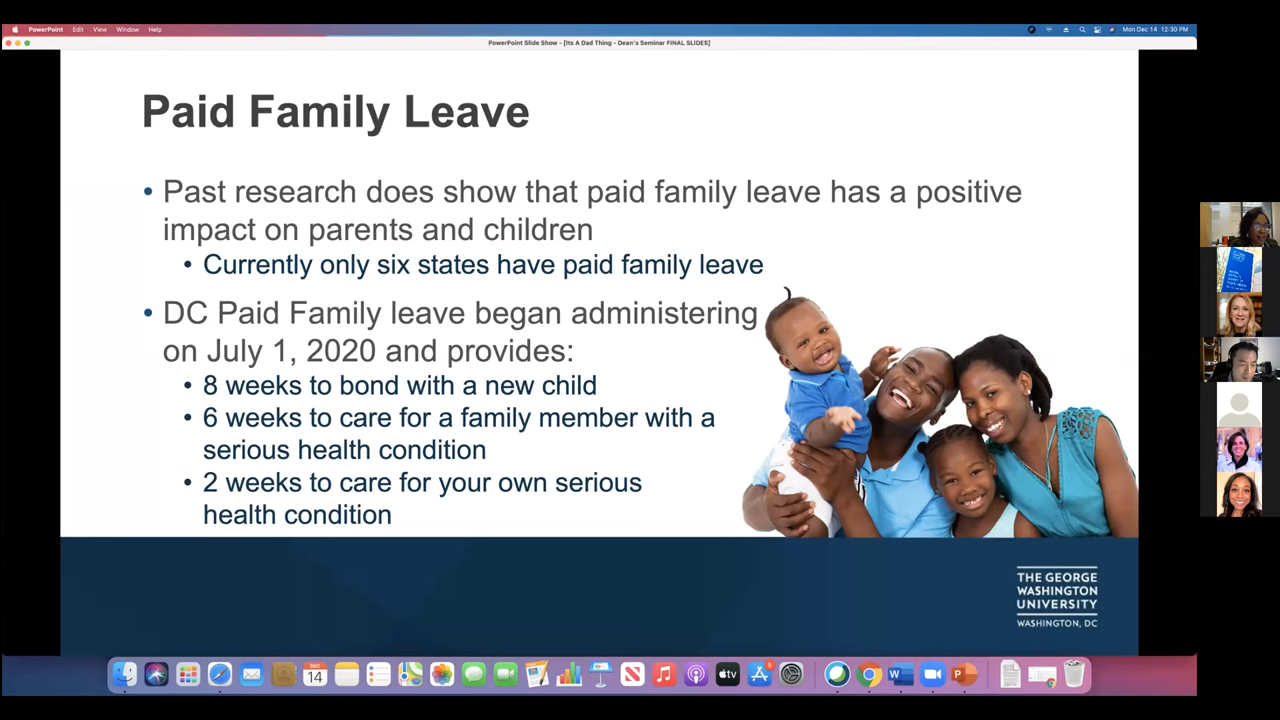 PowerPoint Edit View Window Help
Mon Dec 14 12:30 PM
PowerPoint Slide Show - [Its A Dad Thing - Dean's Seminar FINAL SLIDES]
Paid Family Leave
• Past research does show that paid family leave has a positive
impact on parents and children
• Currently only six states have paid family leave
• DC Paid Family leave began administering
on July 1, 2020 and provides:
• 8 weeks to bond with a new child
• 6 weeks to care for a family member with a
serious health condition
• 2 weeks to care for your own serious
health condition
THE GEORGE
WASHINGTON
UNIVERSITY
WASHINGTON, DC
DEC
14
tv
5
W
P